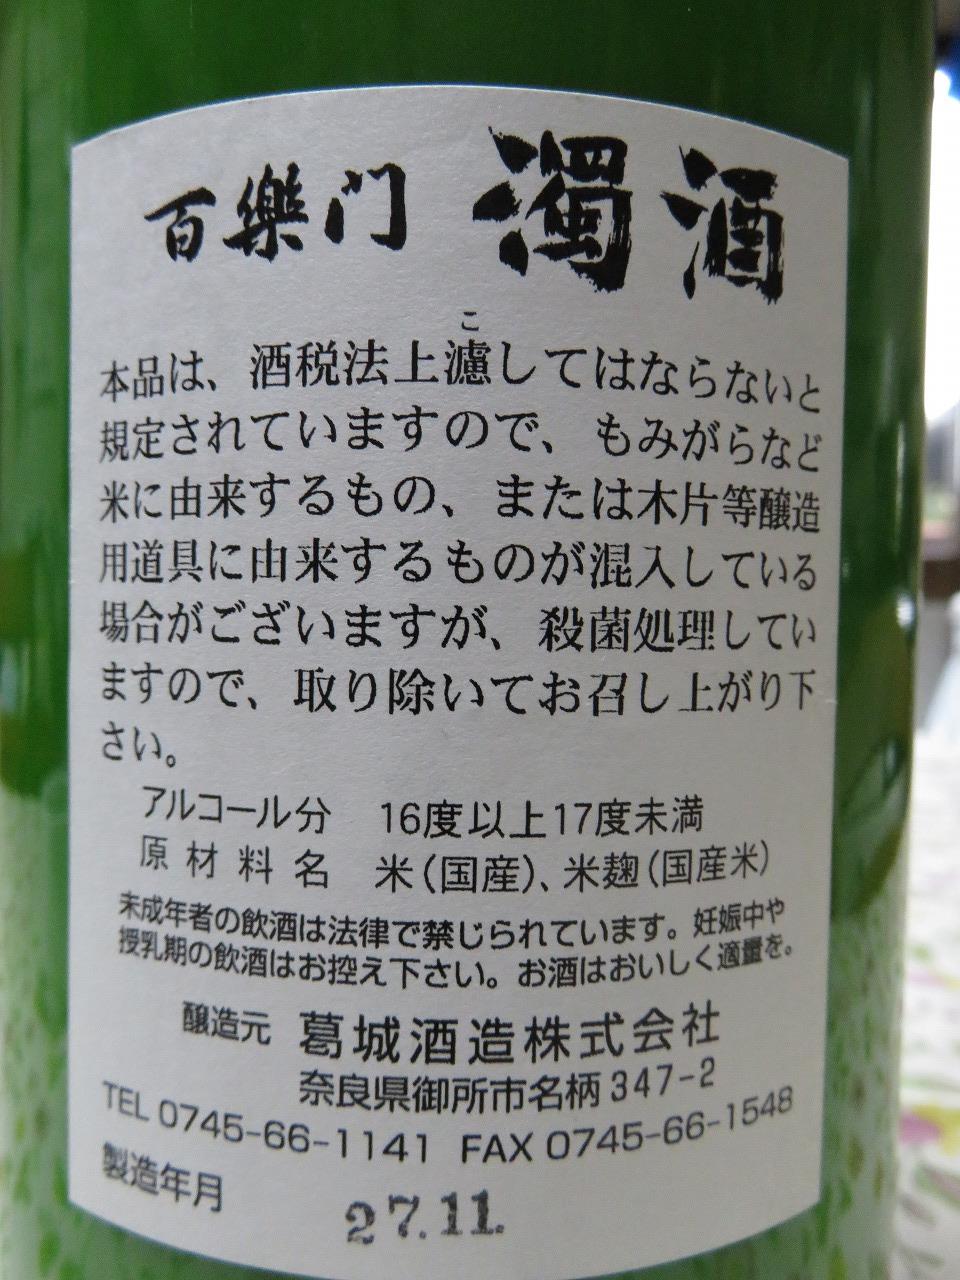 百樂门 濁酒
こ
本品は、酒税法上濾してはならないと
規定されていますので、もみがらなど
米に由来するもの、または木片等醸造
用道具に由来するものが混入している
場合がございますが、殺菌処理してい
ますので、取り除いてお召し上がり下
さい。
アルコール分 16度以上17度未満
原材料名 米(国産)、米麹(国産米)
未成年者の飲酒は法律で禁じられています。妊娠中や
授乳期の飲酒はお控え下さい。お酒はおいしく適量を。
醸造元 葛城酒造株式会社
奈良県御所市名柄347-2
TEL 0745-66-1141 FAX 0745-66-1548
製造年月 27.11.